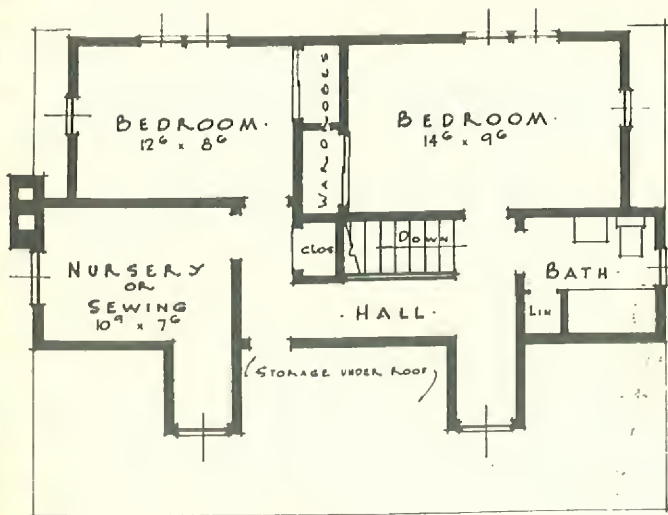 BEDROOM.
12⁶ x 8⁶
WARDROBES
BEDROOM.
14⁶ x 9⁶
NURSERY
OR
SEWING
10⁹ x 7⁶
CLOS
DOWN
BATH.
LIN
. HALL .
(STORAGE UNDER ROOF)